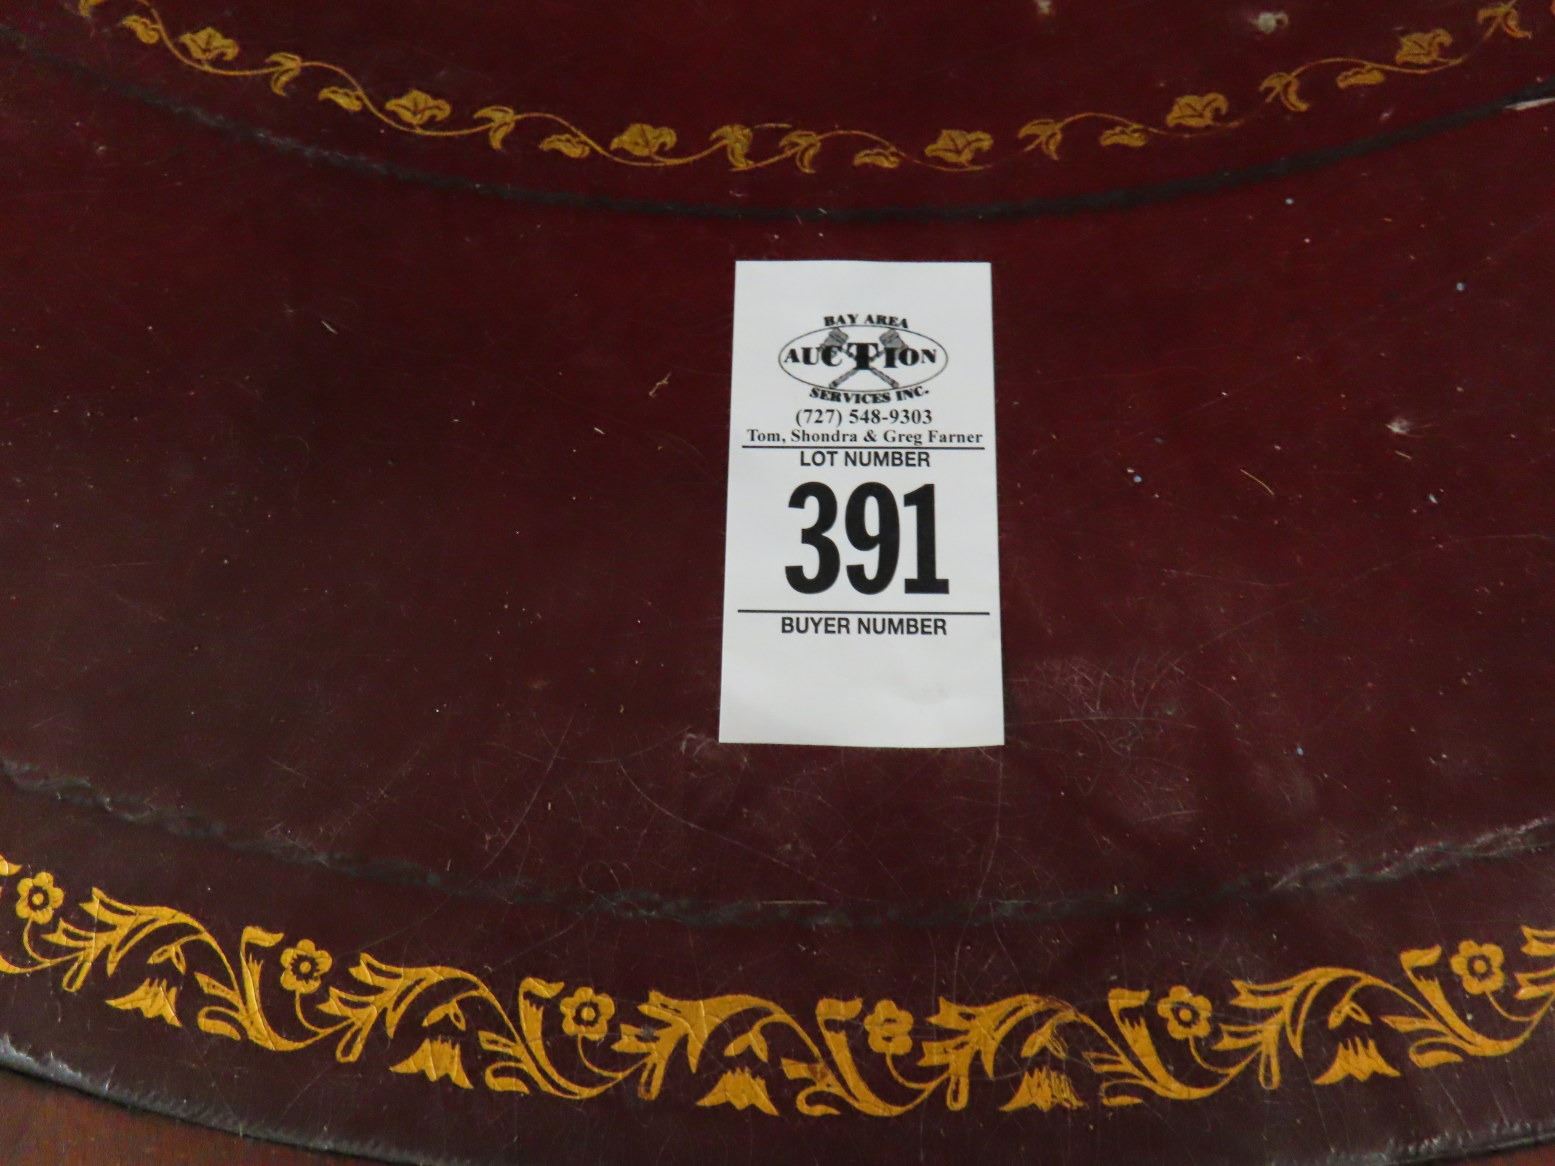 BAY AREA
AUCTION
SERVICES INC.
(727) 548-9303
Tom, Shondra & Greg Farner
LOT NUMBER
391
BUYER NUMBER